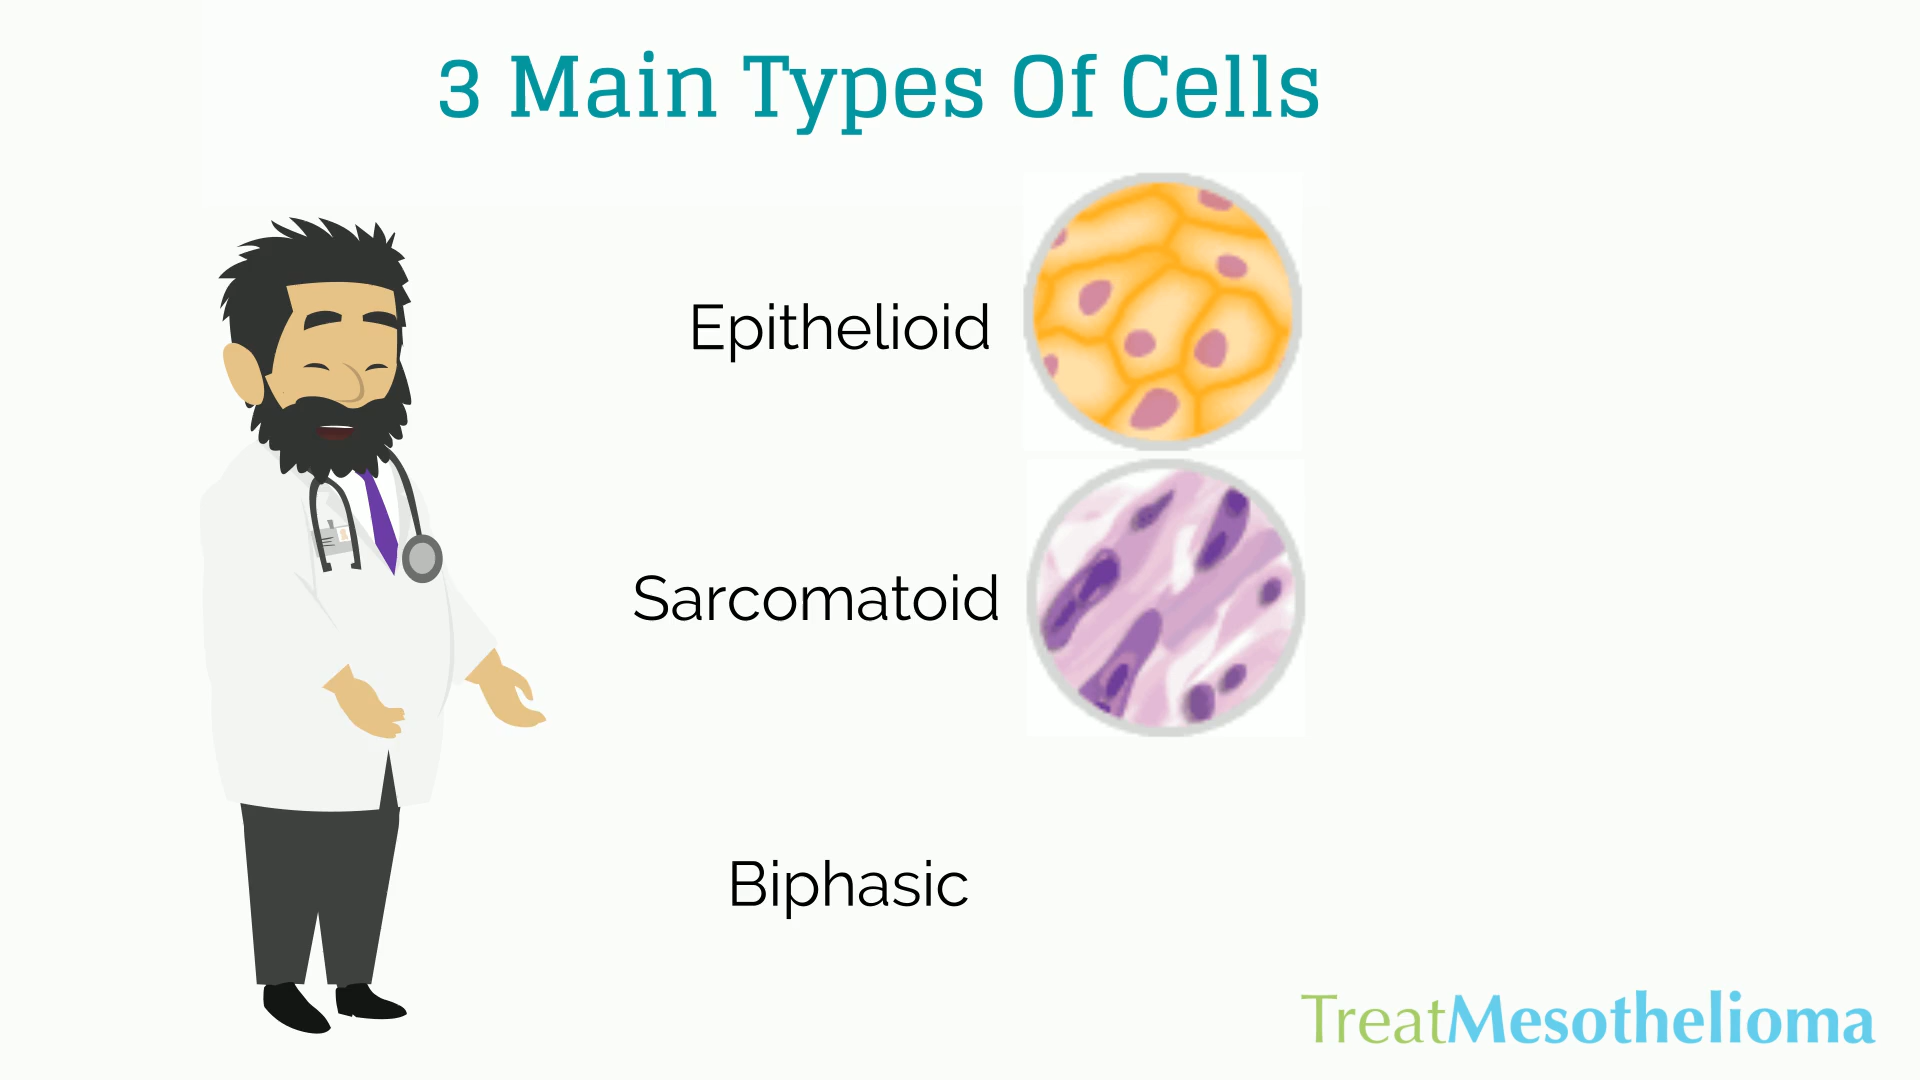 3 Main Types Of Cells
Epithelioid
Sarcomatoid
Biphasic
TreatMesothelioma